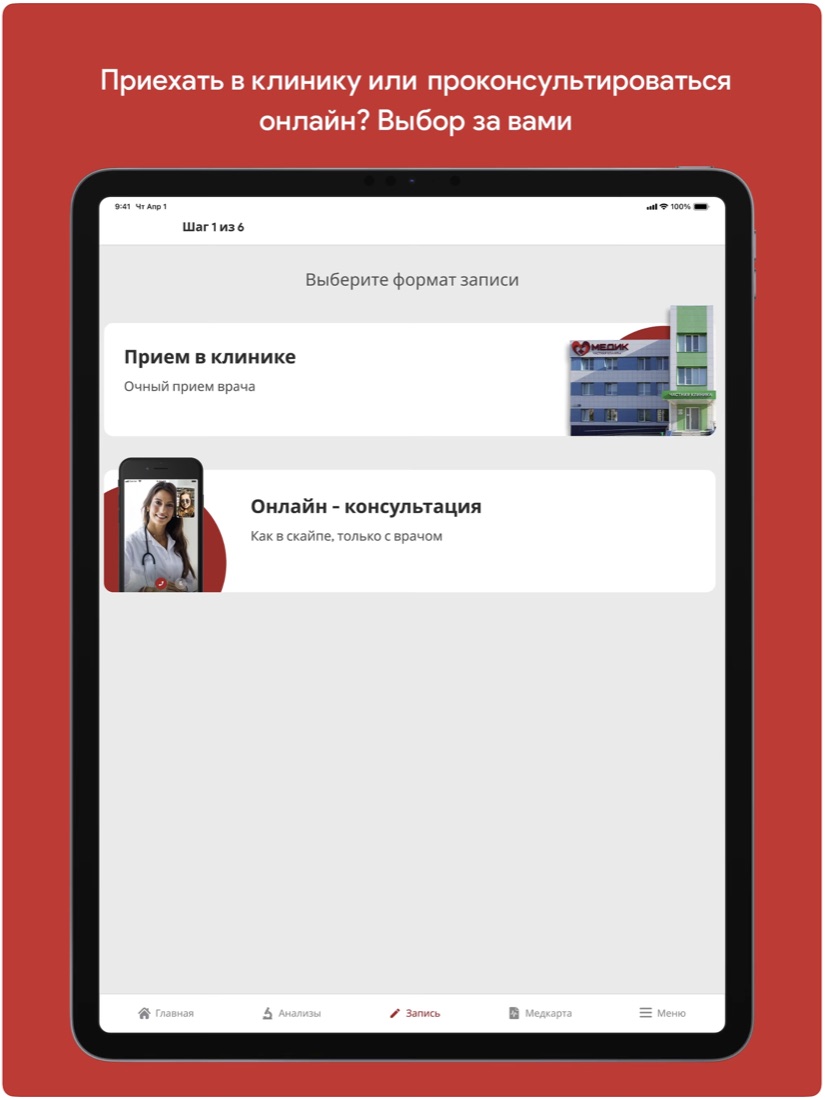 Приехать в клинику или проконсультироваться
онлайн? Выбор за вами
9:41 Чт Апр 1
100%
Шаг 1 из 6
Выберите формат записи
Прием в клинике
Очный прием врача
МЕДИК
ЧАСТНАЯ КЛИНИКА
Онлайн - консультация
Как в скайпе, только с врачом
Главная
Анализы
Запись
Медкарта
Меню